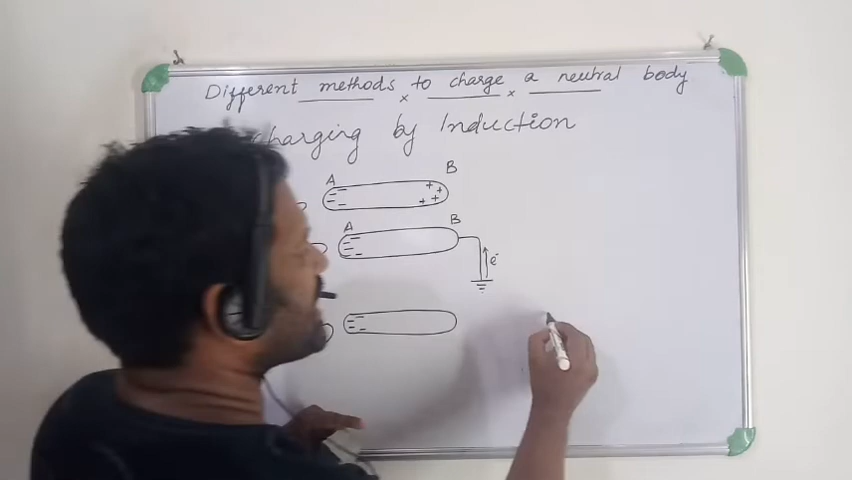 Different methods to charge a neutral body
charging by Induction
A B
A B
e⁻